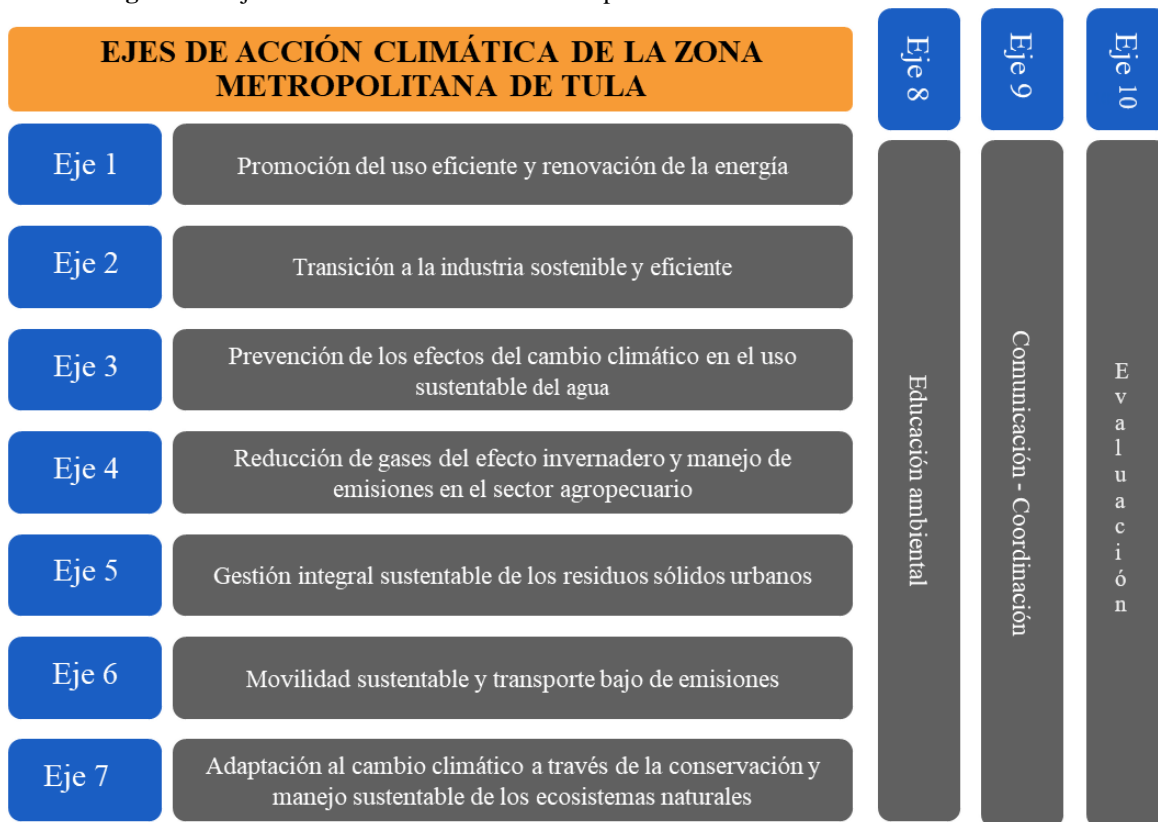 EJES DE ACCIÓN CLIMÁTICA DE LA ZONA
METROPOLITANA DE TULA
Eje 1
Promoción del uso eficiente y renovación de la energía
Eje 2
Transición a la industria sostenible y eficiente
Eje 3
Prevención de los efectos del cambio climático en el uso
sustentable del agua
Eje 4
Reducción de gases del efecto invernadero y manejo de
emisiones en el sector agropecuario
Eje 5
Gestión integral sustentable de los residuos sólidos urbanos
Eje 6
Movilidad sustentable y transporte bajo de emisiones
Eje 7
Adaptación al cambio climático a través de la conservación y
manejo sustentable de los ecosistemas naturales
Eje 8
Educación ambiental
Eje 9
Comunicación - Coordinación
Eje 10
Evaluación